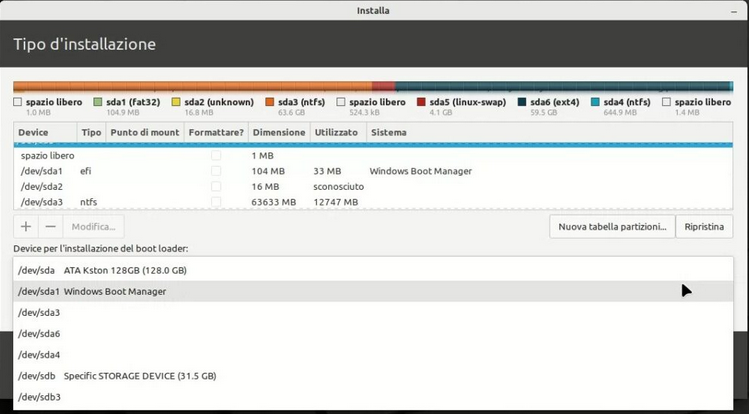 Installa
Tipo d'installazione
spazio libero sda1 (fat32) sda2 (unknown) sda3 (ntfs) spazio libero sda5 (linux-swap) sda6 (ext4) sda4 (ntfs) spazio libero
1.0 MB 104.9 MB 16.8 MB 63.6 GB 524.3 kB 4.1 GB 59.5 GB 644.9 MB 1.4 MB
Device Tipo Punto di mount Formattare? Dimensione Utilizzato Sistema
spazio libero 1 MB
/dev/sda1 efi 104 MB 33 MB Windows Boot Manager
/dev/sda2 16 MB sconosciuto
/dev/sda3 ntfs 63633 MB 12747 MB
+ − Modifica... Nuova tabella partizioni... Ripristina
Device per l'installazione del boot loader:
/dev/sda ATA Kston 128GB (128.0 GB)
/dev/sda1 Windows Boot Manager
/dev/sda3
/dev/sda6
/dev/sda4
/dev/sdb Specific STORAGE DEVICE (31.5 GB)
/dev/sdb3